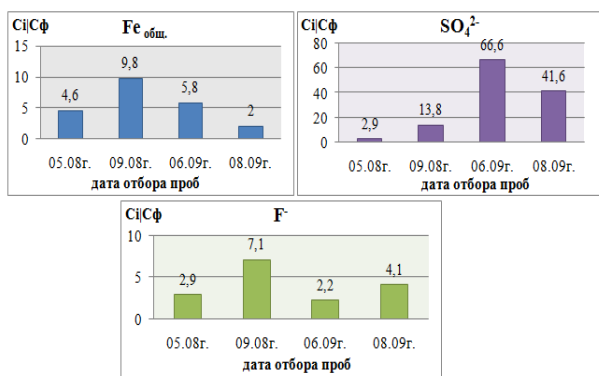 Ci|Сф Fe общ.
15
10
5
0
4,6 9,8 5,8 2
05.08г. 09.08г. 06.09г. 08.09г.
дата отбора проб
Ci|Сф SO₄²⁻
80
60
40
20
0
2,9 13,8 66,6 41,6
05.08г. 09.08г. 06.09г. 08.09г.
дата отбора проб
Ci|Сф F⁻
10
5
0
2,9 7,1 2,2 4,1
05.08г. 09.08г. 06.09г. 08.09г.
дата отбора проб